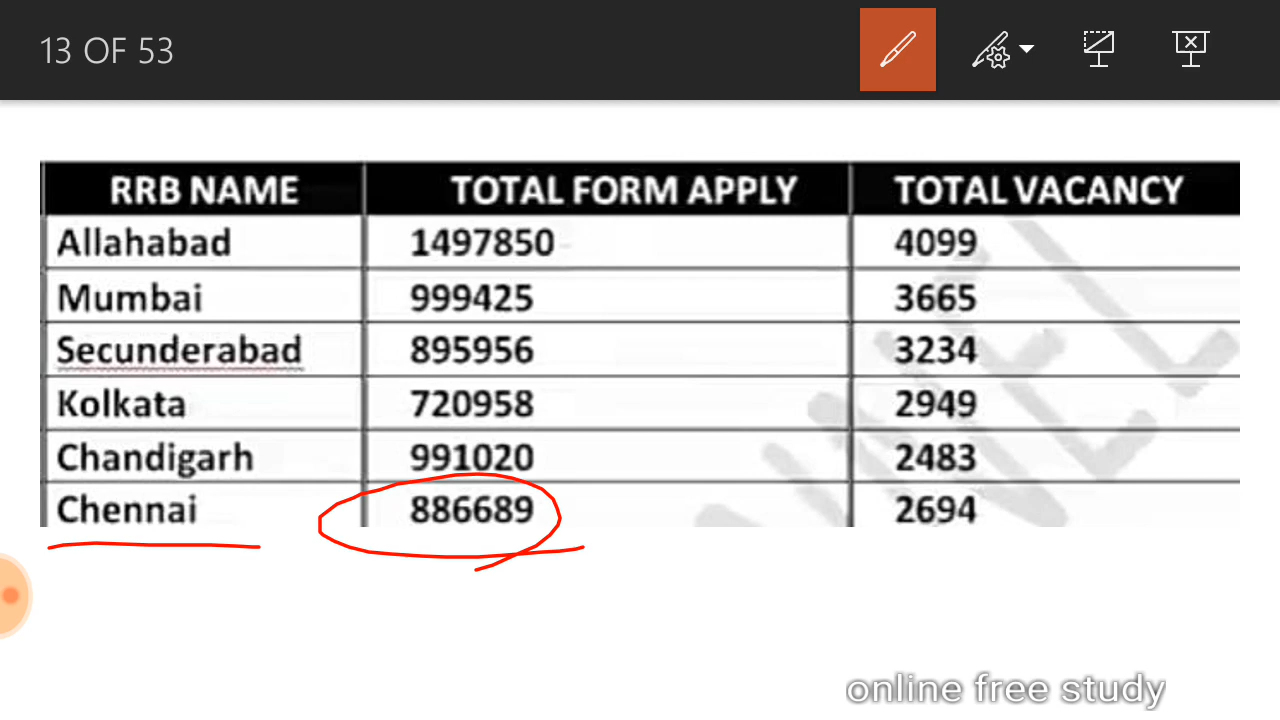 13 OF 53
RRB NAME TOTAL FORM APPLY TOTAL VACANCY
Allahabad 1497850 4099
Mumbai 999425 3665
Secunderabad 895956 3234
Kolkata 720958 2949
Chandigarh 991020 2483
Chennai 886689 2694
online free study